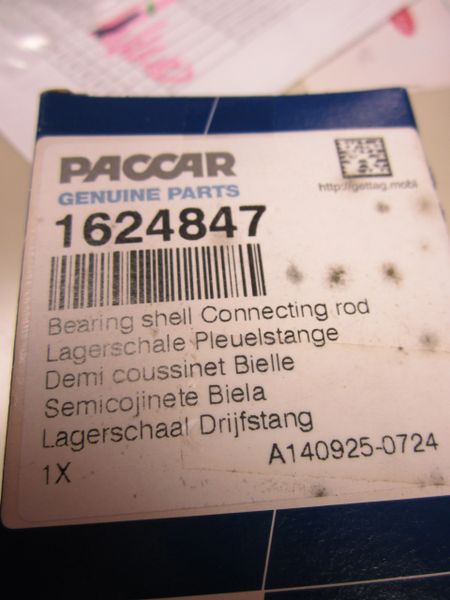 PACCAR
GENUINE PARTS
http://gettag.mobi
1624847
Bearing shell Connecting rod
Lagerschale Pleuelstange
Demi coussinet Bielle
Semicojinete Biela
Lagerschaal Drijfstang
1X
A140925-0724